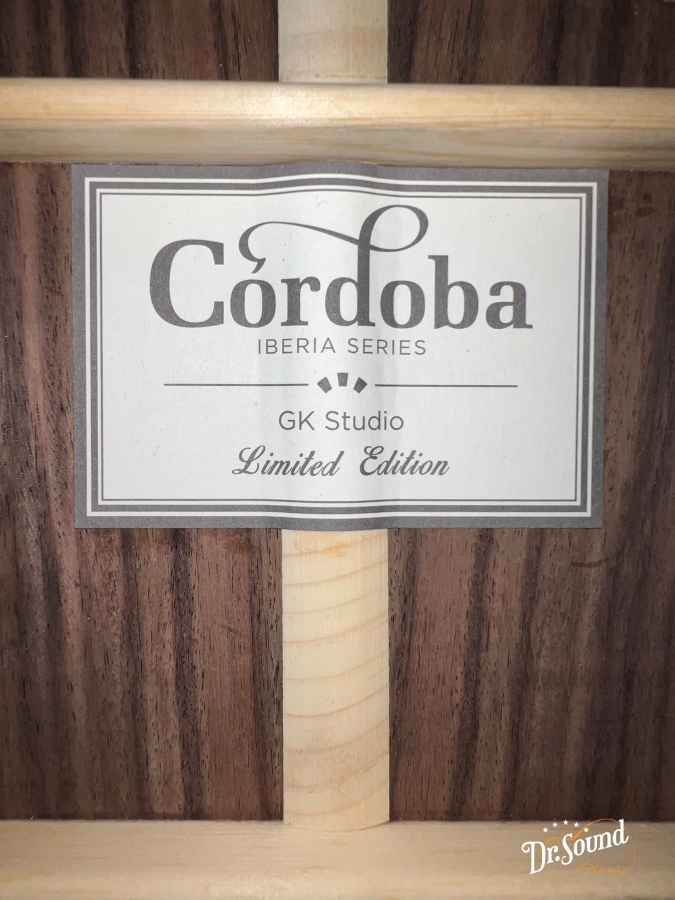 Córdoba
IBERIA SERIES
GK Studio
Limited Edition
Dr. Sound